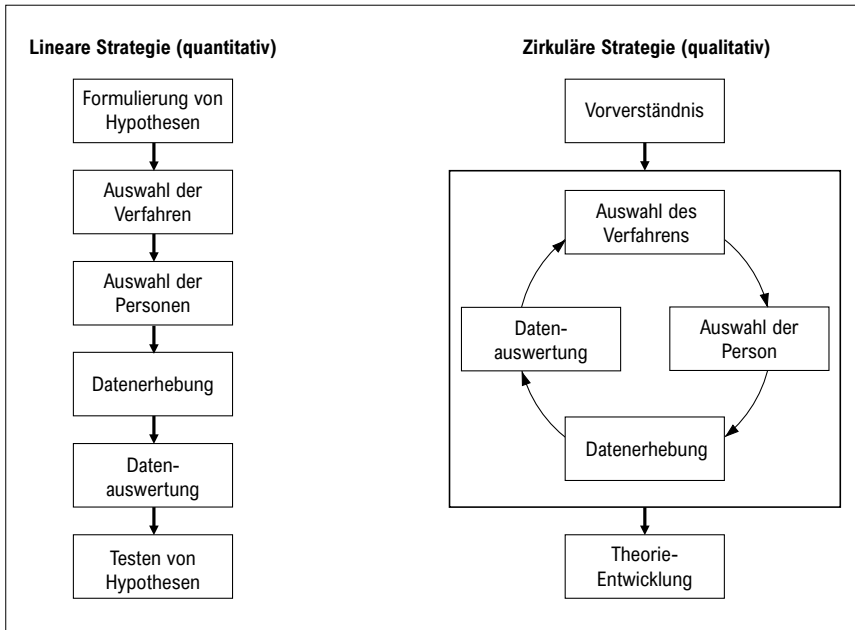 Lineare Strategie (quantitativ)
Formulierung von
Hypothesen
Auswahl der
Verfahren
Auswahl der
Personen
Datenerhebung
Daten-
auswertung
Testen von
Hypothesen
Zirkuläre Strategie (qualitativ)
Vorverständnis
Auswahl des
Verfahrens
Auswahl der
Person
Datenerhebung
Daten-
auswertung
Theorie-
Entwicklung